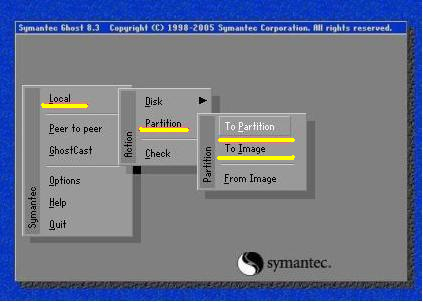 Symantec Ghost 8.3 Copyright (C) 1998-2005 Symantec Corporation. All rights reserved.
Local
Peer to peer
GhostCast
Options
Help
Quit
Symantec
Disk
Partition
Check
Action
To Partition
To Image
From Image
Partition
symantec.